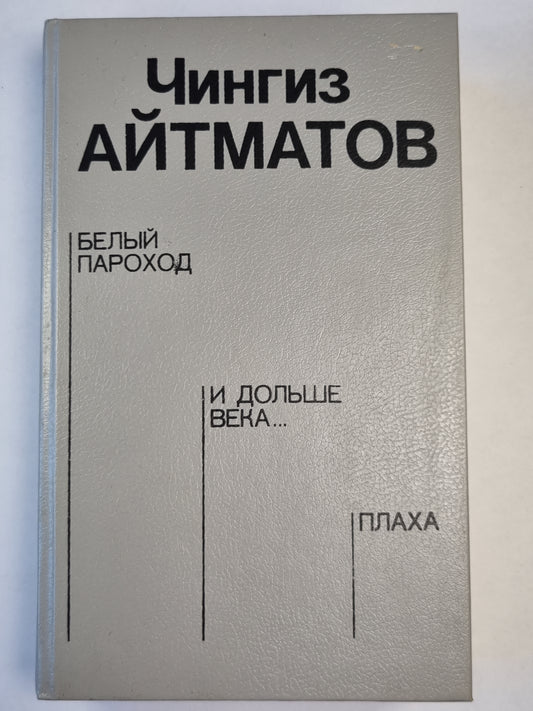 Чингиз
АЙТМАТОВ
БЕЛЫЙ
ПАРОХОД
И ДОЛЬШЕ
ВЕКА...
ПЛАХА